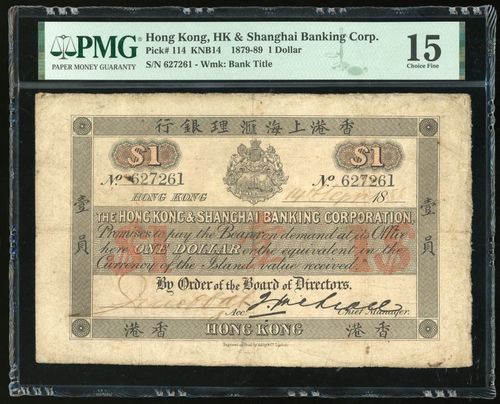 PMG
PAPER MONEY GUARANTY
Hong Kong, HK & Shanghai Banking Corp.
Pick# 114 KNB14 1879-89 1 Dollar
S/N 627261 - Wmk: Bank Title
15
Choice Fine
行銀理滙海上港香
$1 $1
No 627261 No 627261
HONG KONG 18
壹員 壹員
THE HONG KONG & SHANGHAI BANKING CORPORATION,
Promises to pay the Bearer on demand at its Office
here ONE DOLLAR or the equivalent in the
Currency of the Island, value received.
By Order of the Board of Directors.
Acc. Chief Manager.
港香 HONG KONG 港香